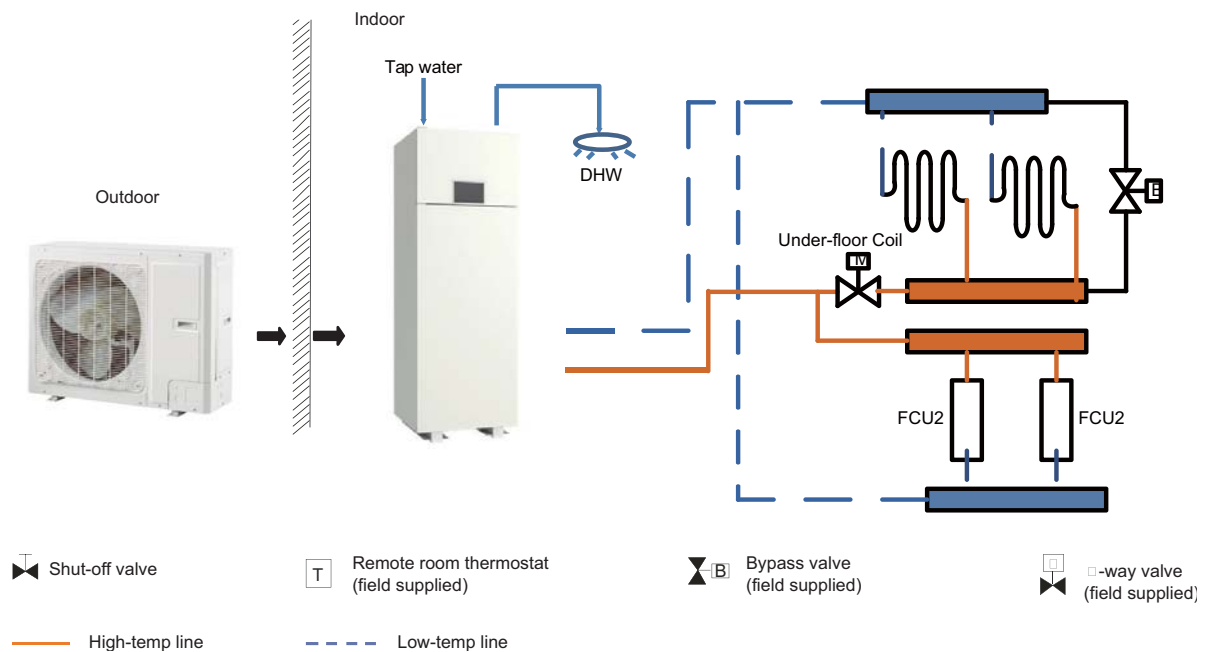 Indoor
Tap water
DHW
Outdoor
Under-floor Coil
M
B
FCU2
FCU2
Shut-off valve
T
Remote room thermostat
(field supplied)
B
Bypass valve
(field supplied)
-way valve
(field supplied)
High-temp line
Low-temp line